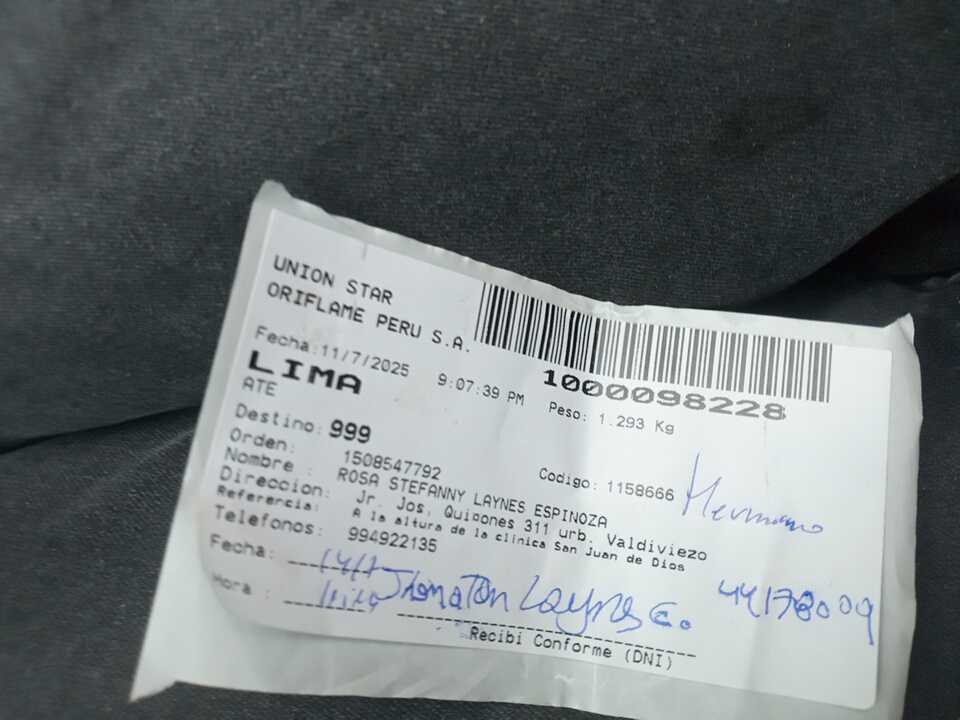 UNION STAR
ORIFLAME PERU S.A.
Fecha:11/7/2025 9:07:39 PM
1000098228
LIMA
Peso: 1.293 Kg
ATE
Destino: 999
Orden: 1508547792
Codigo: 1158666
Hermano
Nombre : ROSA STEFANNY LAYNES ESPINOZA
Direccion: Jr. Jos. Quiñones 311 urb. Valdiviezo
Referencia: A la altura de la clinica San Juan de Dios
Telefonos: 994922135
Fecha:
Hora :
Jhonaton Laynes E. 44178009
Recibi Conforme (DNI)